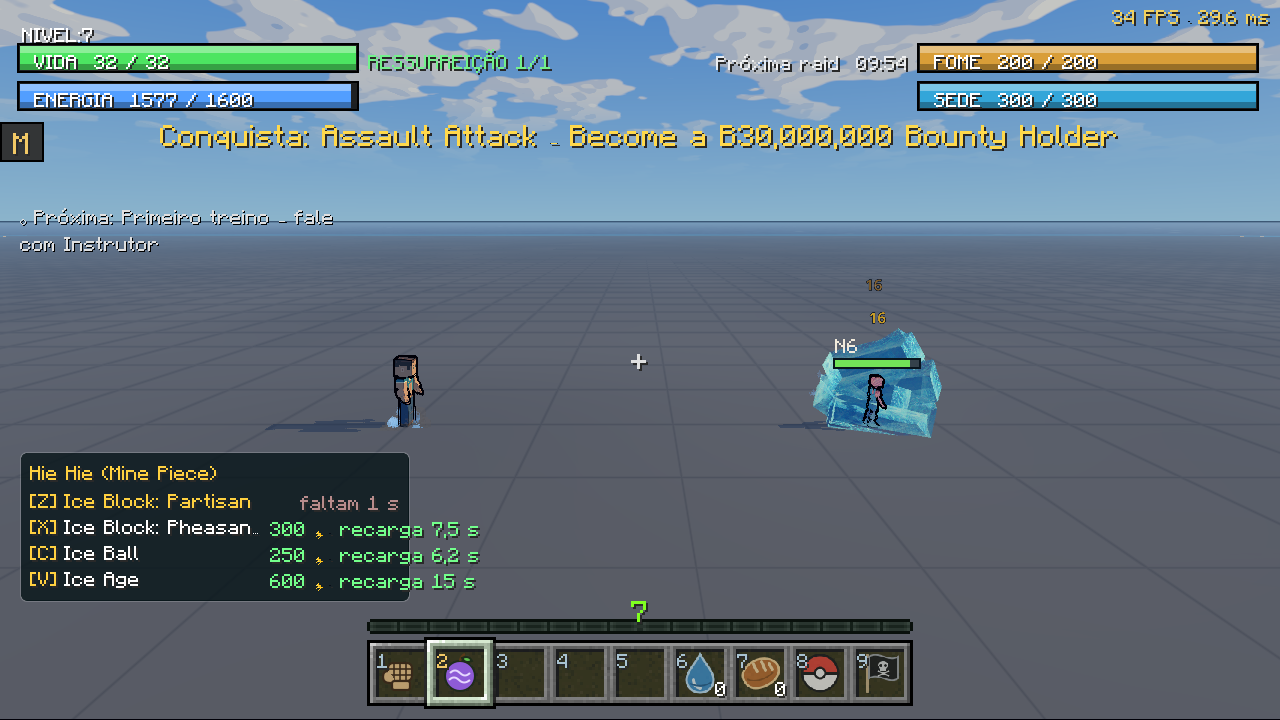 34 FPS · 29.6 ms
NIVEL:7
VIDA 32 / 32
RESSURREIÇÃO 1/1
Próxima raid 09:54
FOME 200 / 200
ENERGIA 1577 / 1600
SEDE 300 / 300
M
Conquista: Assault Attack - Become a B30,000,000 Bounty Holder
Próxima: Primeiro treino - fale
com Instrutor
16
16
N6
Hie Hie (Mine Piece)
[Z] Ice Block: Partisan faltam 1 s
[X] Ice Block: Pheasan… 300 recarga 7,5 s
[C] Ice Ball 250 recarga 6,2 s
[V] Ice Age 600 recarga 15 s
7
1 2 3 4 5 6 0 7 0 8 9